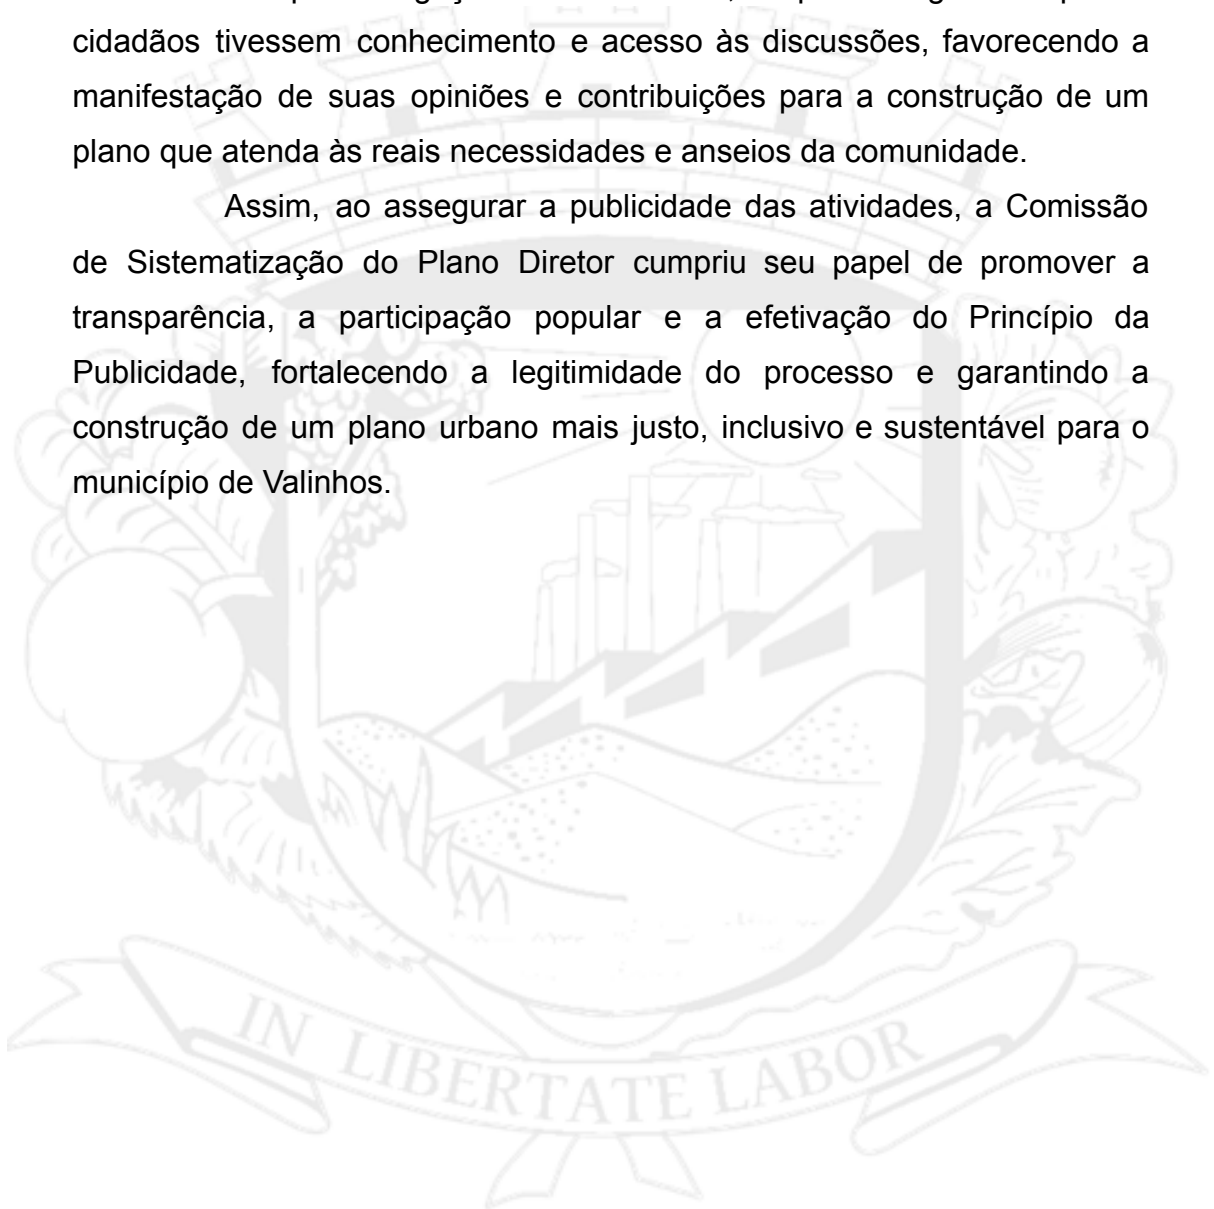 cidadãos tivessem conhecimento e acesso às discussões, favorecendo a
manifestação de suas opiniões e contribuições para a construção de um
plano que atenda às reais necessidades e anseios da comunidade.
Assim, ao assegurar a publicidade das atividades, a Comissão
de Sistematização do Plano Diretor cumpriu seu papel de promover a
transparência, a participação popular e a efetivação do Princípio da
Publicidade, fortalecendo a legitimidade do processo e garantindo a
construção de um plano urbano mais justo, inclusivo e sustentável para o
município de Valinhos.
IN LIBERTATE LABOR